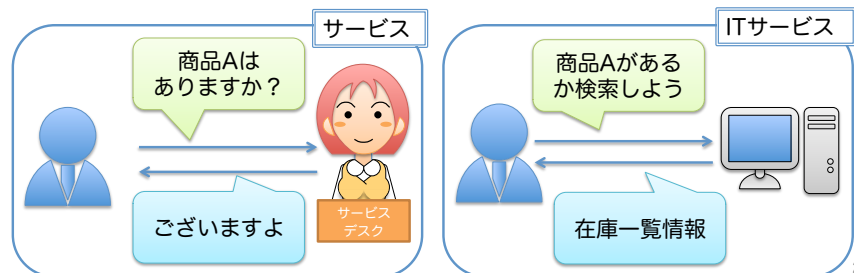 サービス
商品Aは
ありますか？
サービス
デスク
ございますよ
ITサービス
商品Aがある
か検索しよう
在庫一覧情報